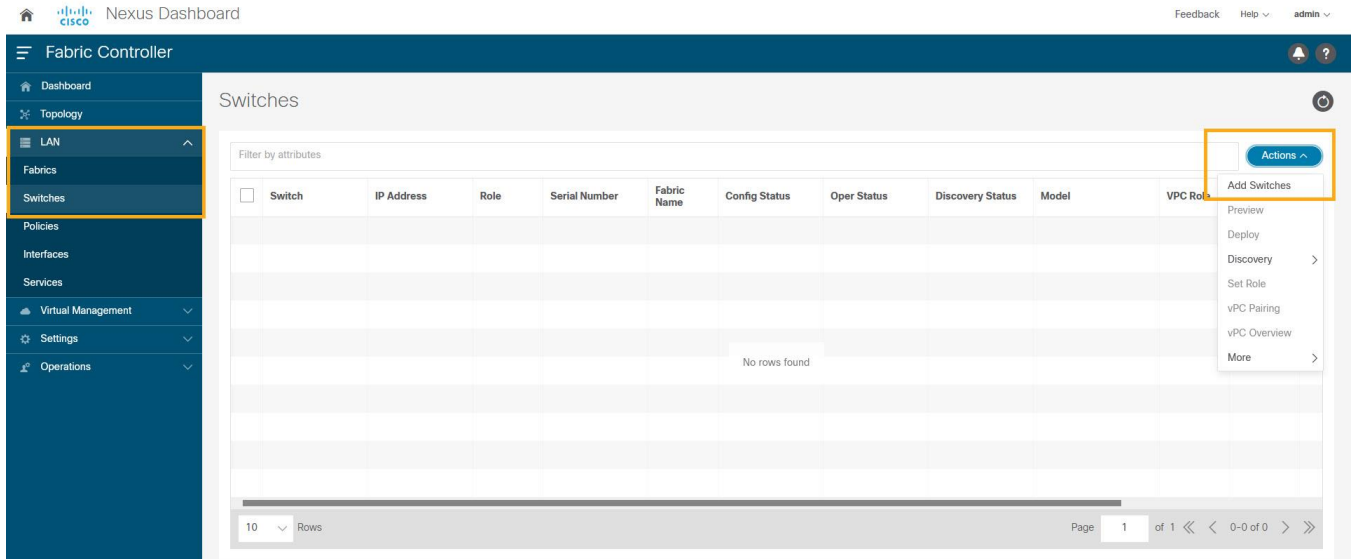 cisco Nexus Dashboard
Feedback Help admin
Fabric Controller
?
Dashboard
Topology
LAN
Fabrics
Switches
Policies
Interfaces
Services
Virtual Management
Settings
Operations
Switches
Filter by attributes
Actions
Switch IP Address Role Serial Number Fabric Name Config Status Oper Status Discovery Status Model VPC Role
Add Switches
Preview
Deploy
Discovery
Set Role
vPC Pairing
vPC Overview
More
No rows found
10 Rows
Page 1 of 1 0-0 of 0